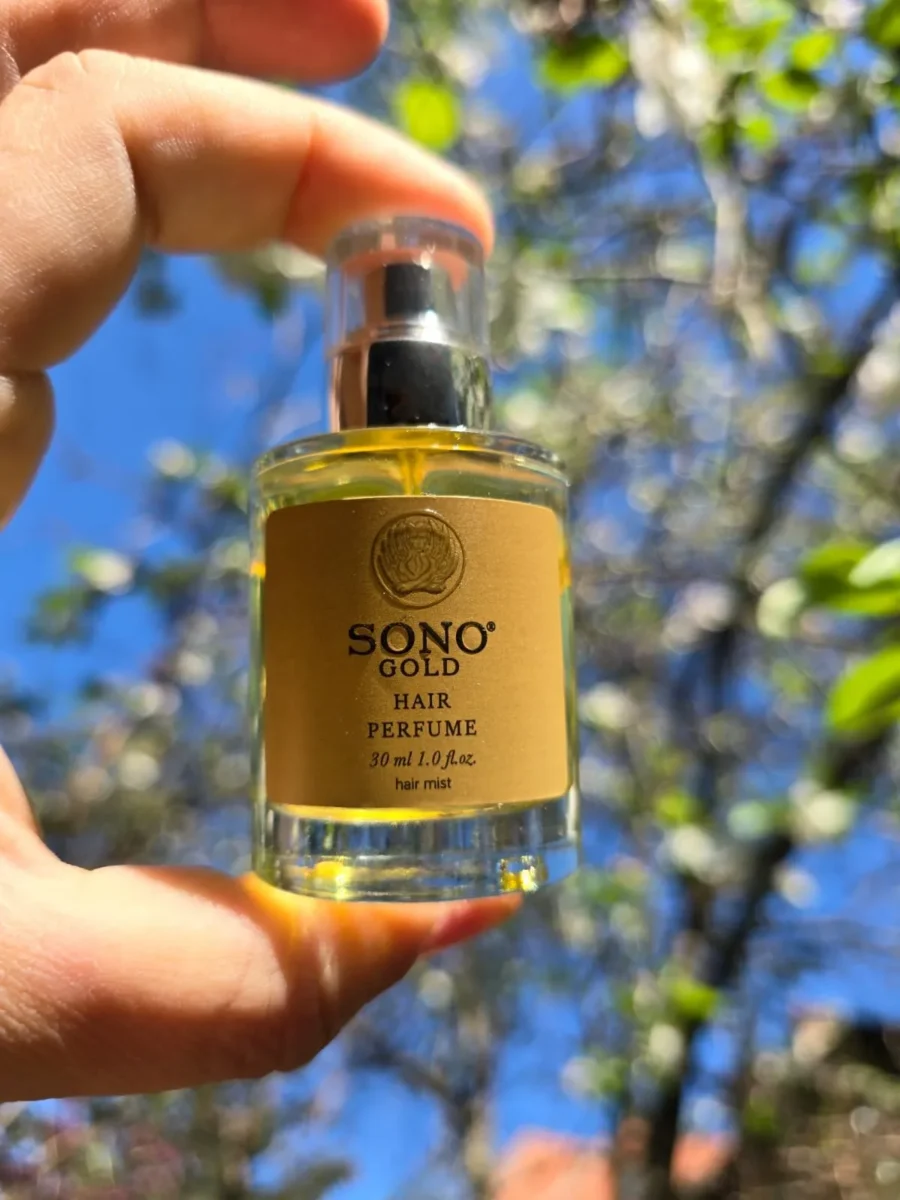 SONO®
GOLD
HAIR
PERFUME
30 ml 1.0 fl.oz.
hair mist